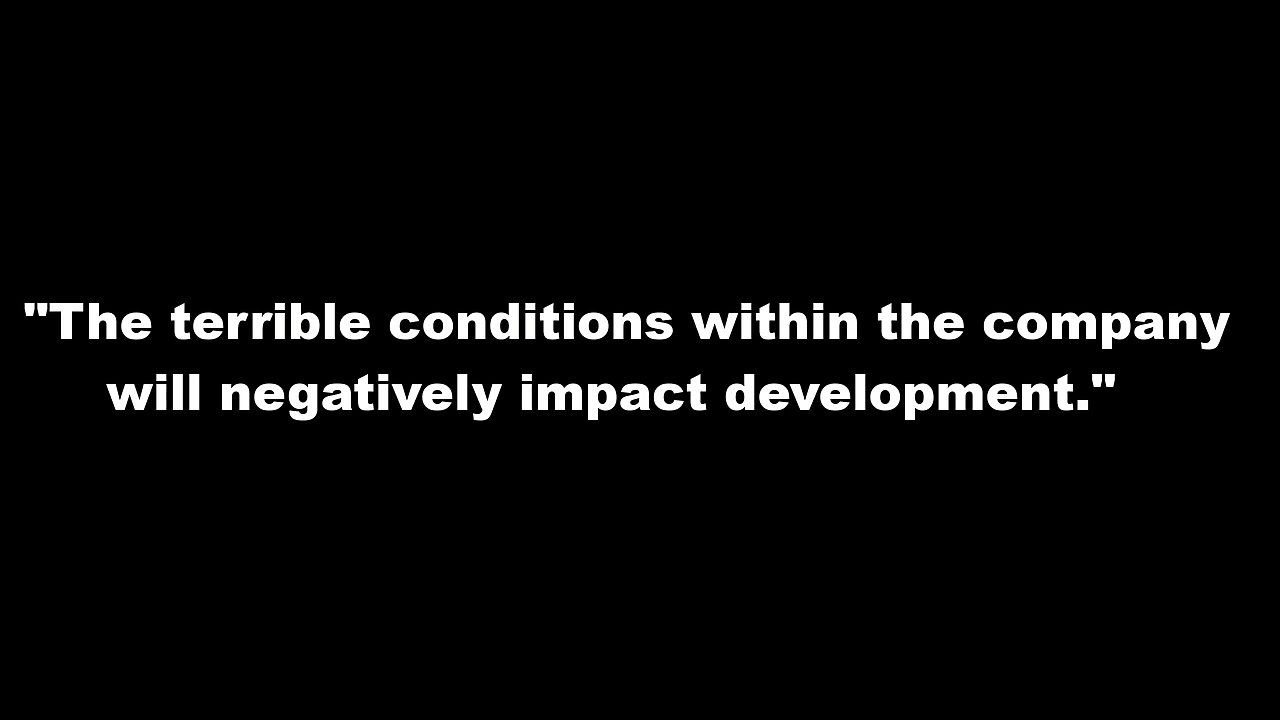 "The terrible conditions within the company
will negatively impact development."